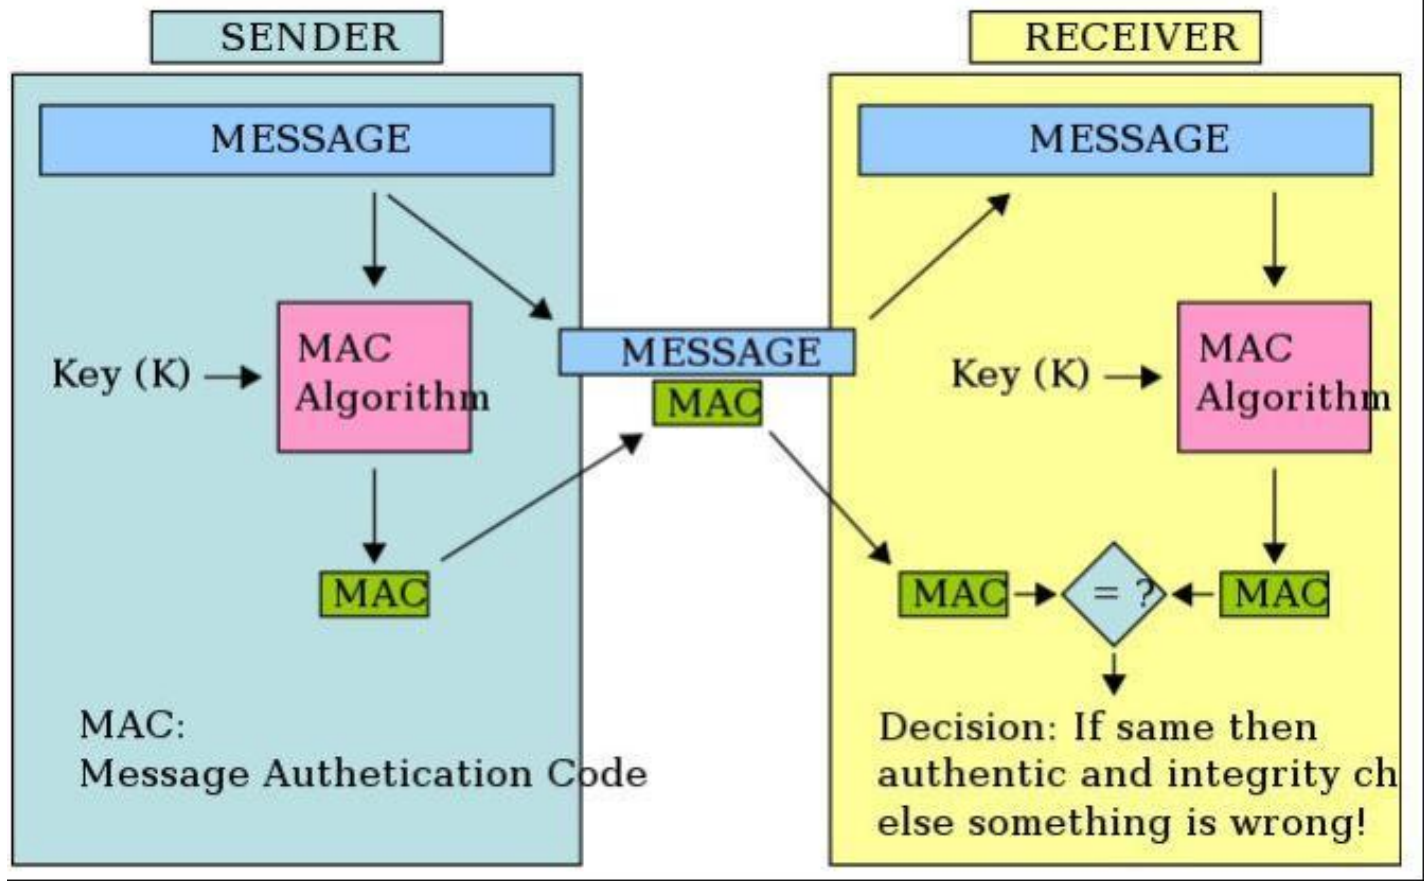 SENDER
MESSAGE
Key (K)
MAC
Algorithm
MAC
MAC:
Message Authetication Code
MESSAGE
MAC
RECEIVER
MESSAGE
Key (K)
MAC
Algorithm
MAC
= ?
MAC
Decision: If same then
authentic and integrity ch
else something is wrong!